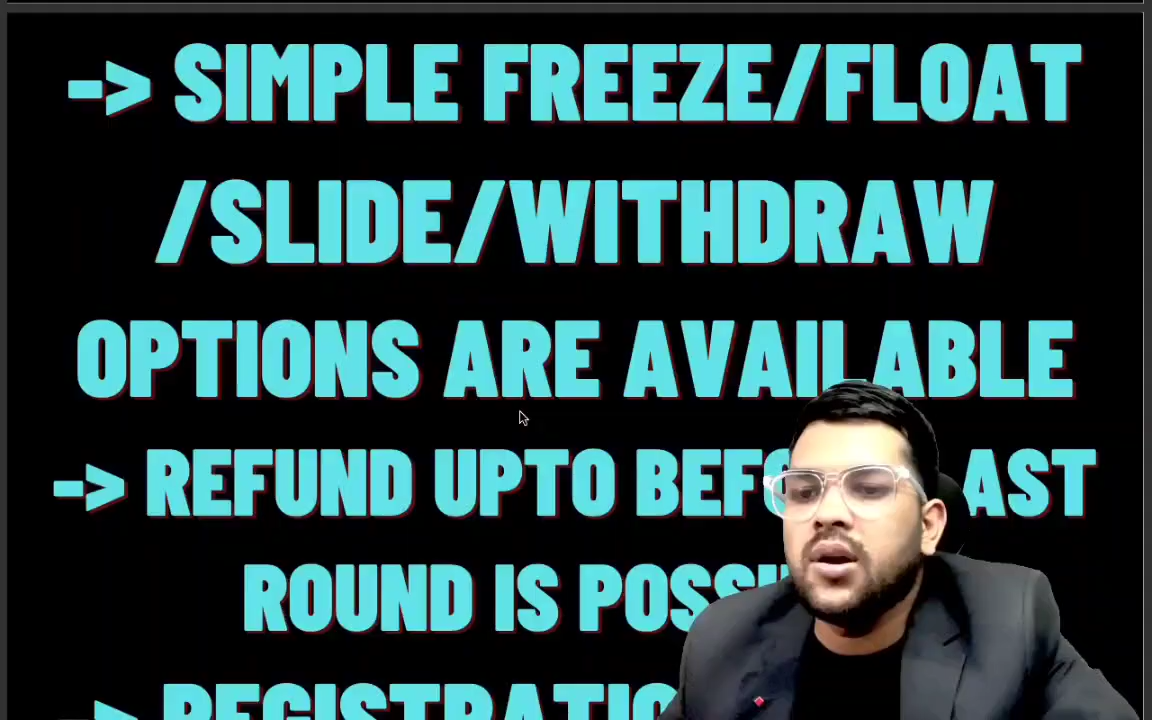 -> SIMPLE FREEZE/FLOAT
/SLIDE/WITHDRAW
OPTIONS ARE AVAILABLE
-> REFUND UPTO
ROUND IS
->